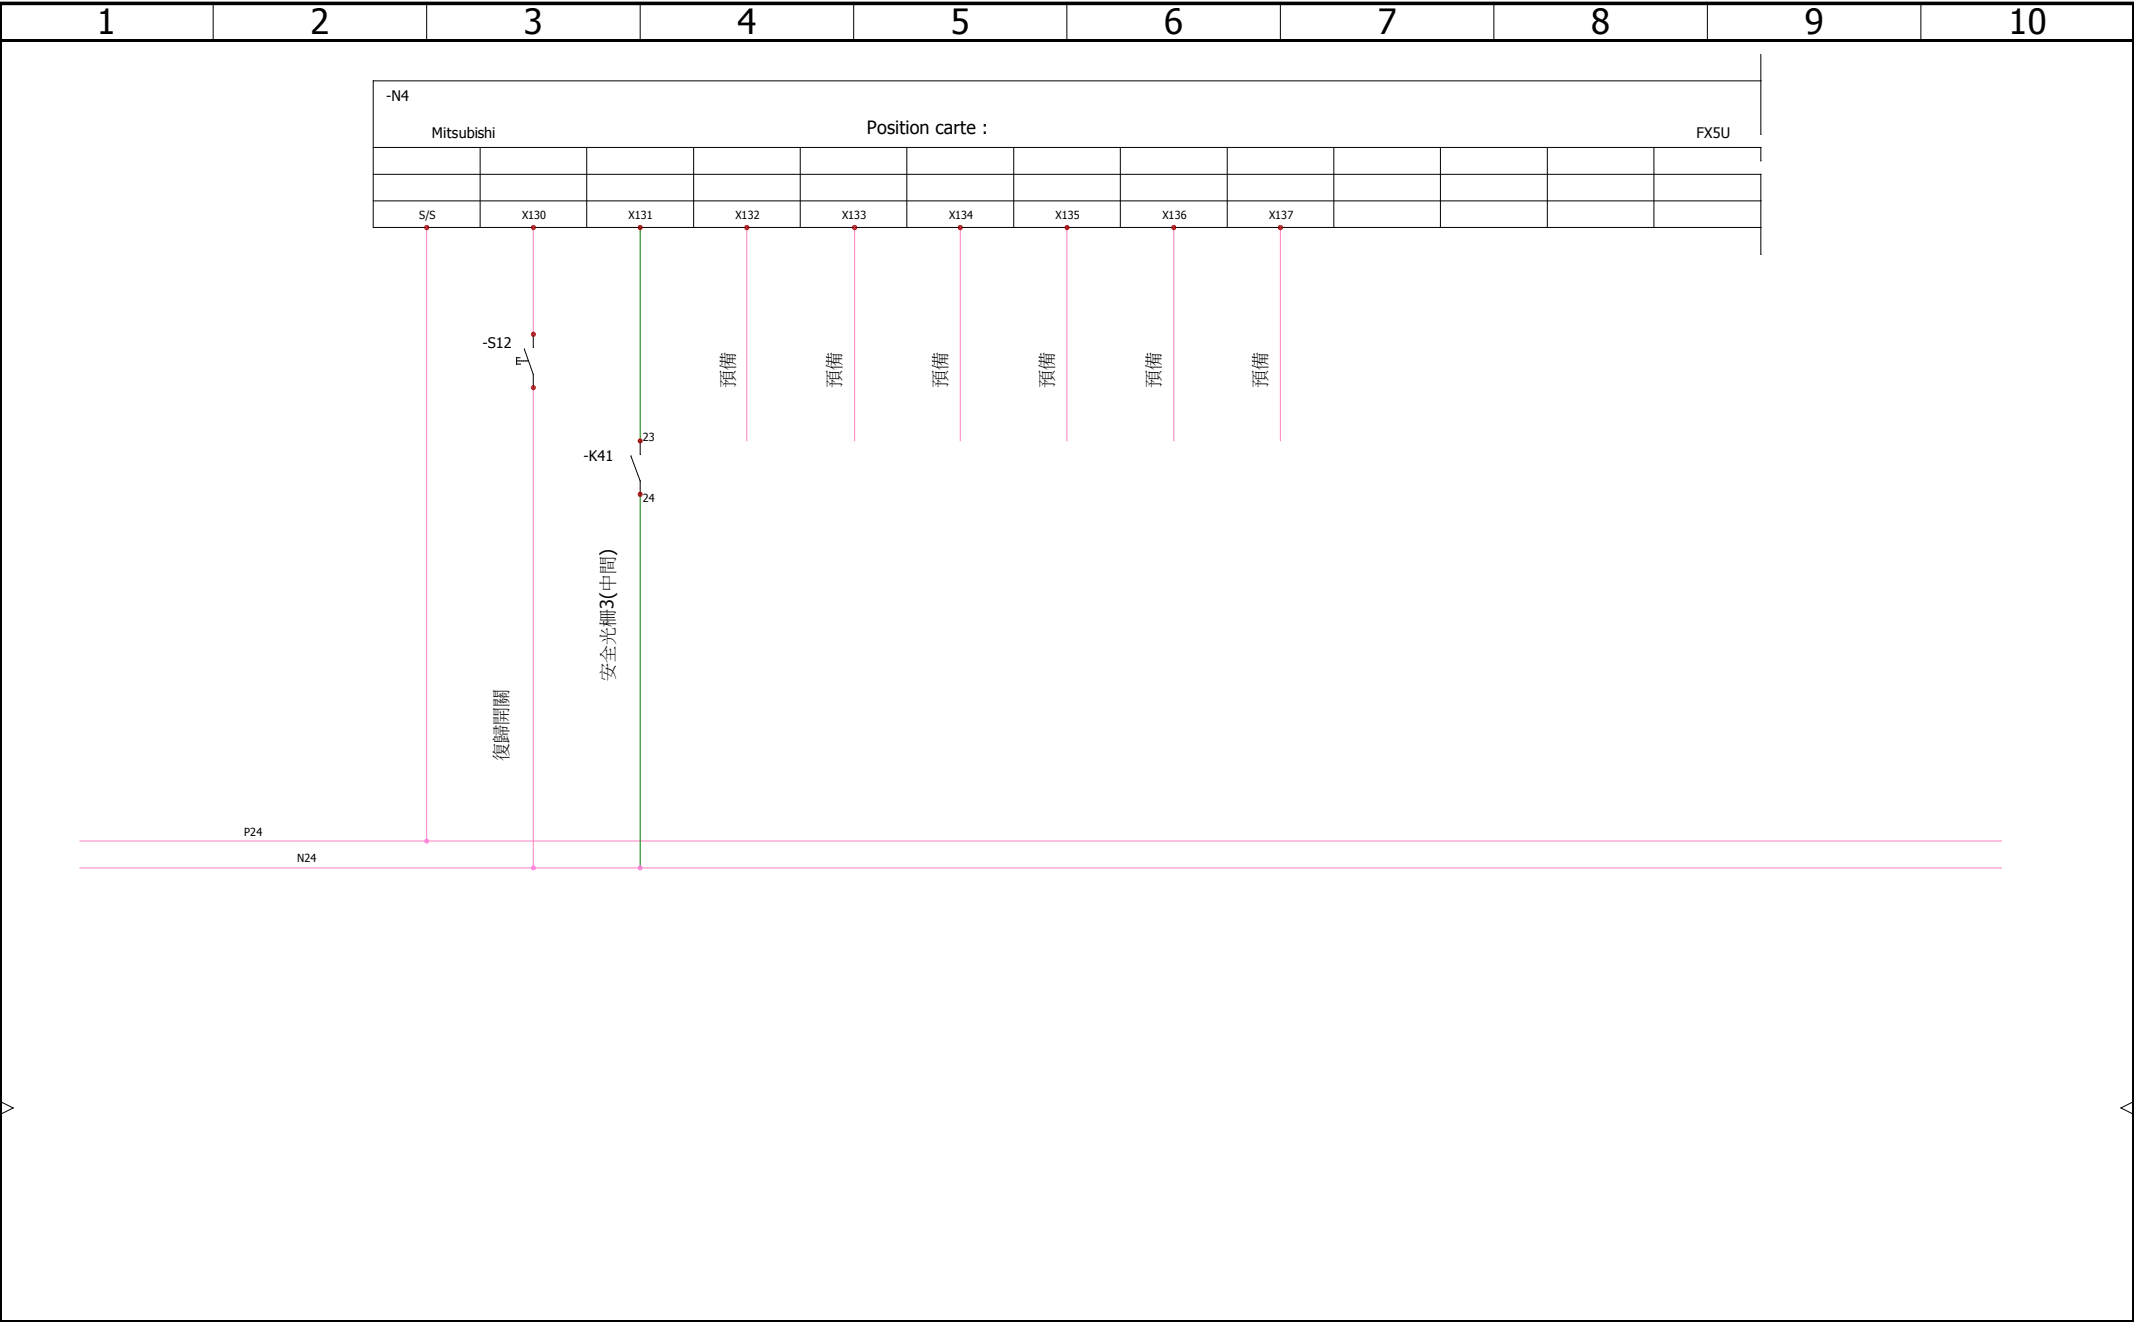 1 2 3 4 5 6 7 8 9 10
-N4
Mitsubishi Position carte : FX5U
S/S X130 X131 X132 X133 X134 X135 X136 X137
-S12
預備 預備 預備 預備 預備 預備
23
-K41
24
安全光柵3(中間)
復歸開關
P24
N24